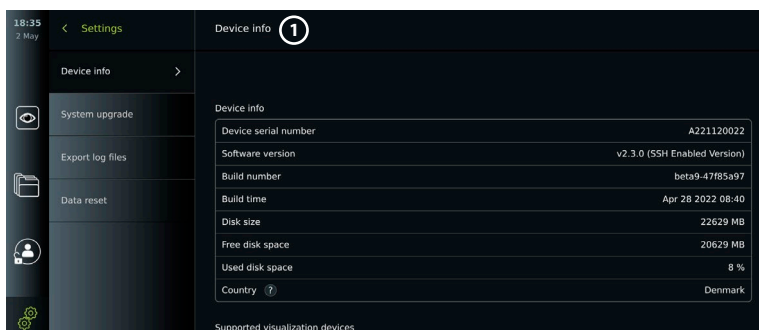 18:35
2 May
Settings
Device info
1
Device info
System upgrade
Export log files
Data reset
Device info
Device serial number A221120022
Software version v2.3.0 (SSH Enabled Version)
Build number beta9-47f85a97
Build time Apr 28 2022 08:40
Disk size 22629 MB
Free disk space 20629 MB
Used disk space 8 %
Country ? Denmark
Supported visualization devices